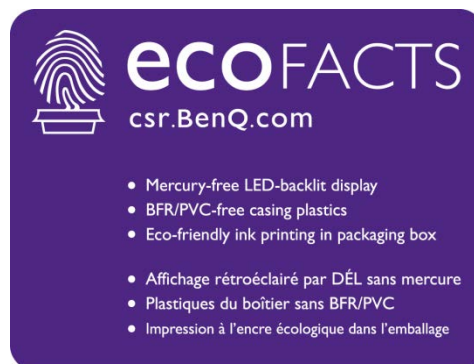 ecoFACTS
csr.BenQ.com
• Mercury-free LED-backlit display
• BFR/PVC-free casing plastics
• Eco-friendly ink printing in packaging box
• Affichage rétroéclairé par DÉL sans mercure
• Plastiques du boîtier sans BFR/PVC
• Impression à l'encre écologique dans l'emballage